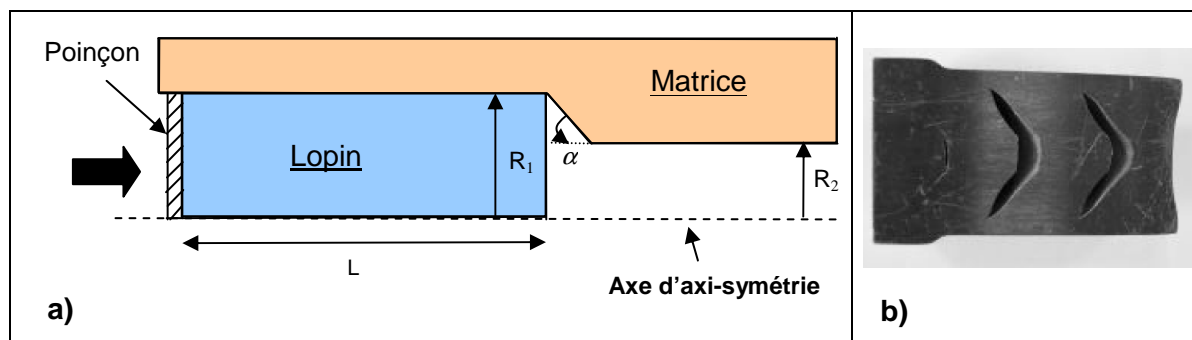 Poinçon
Matrice
Lopin
R1
α
R2
L
Axe d'axi-symétrie
a)
b)